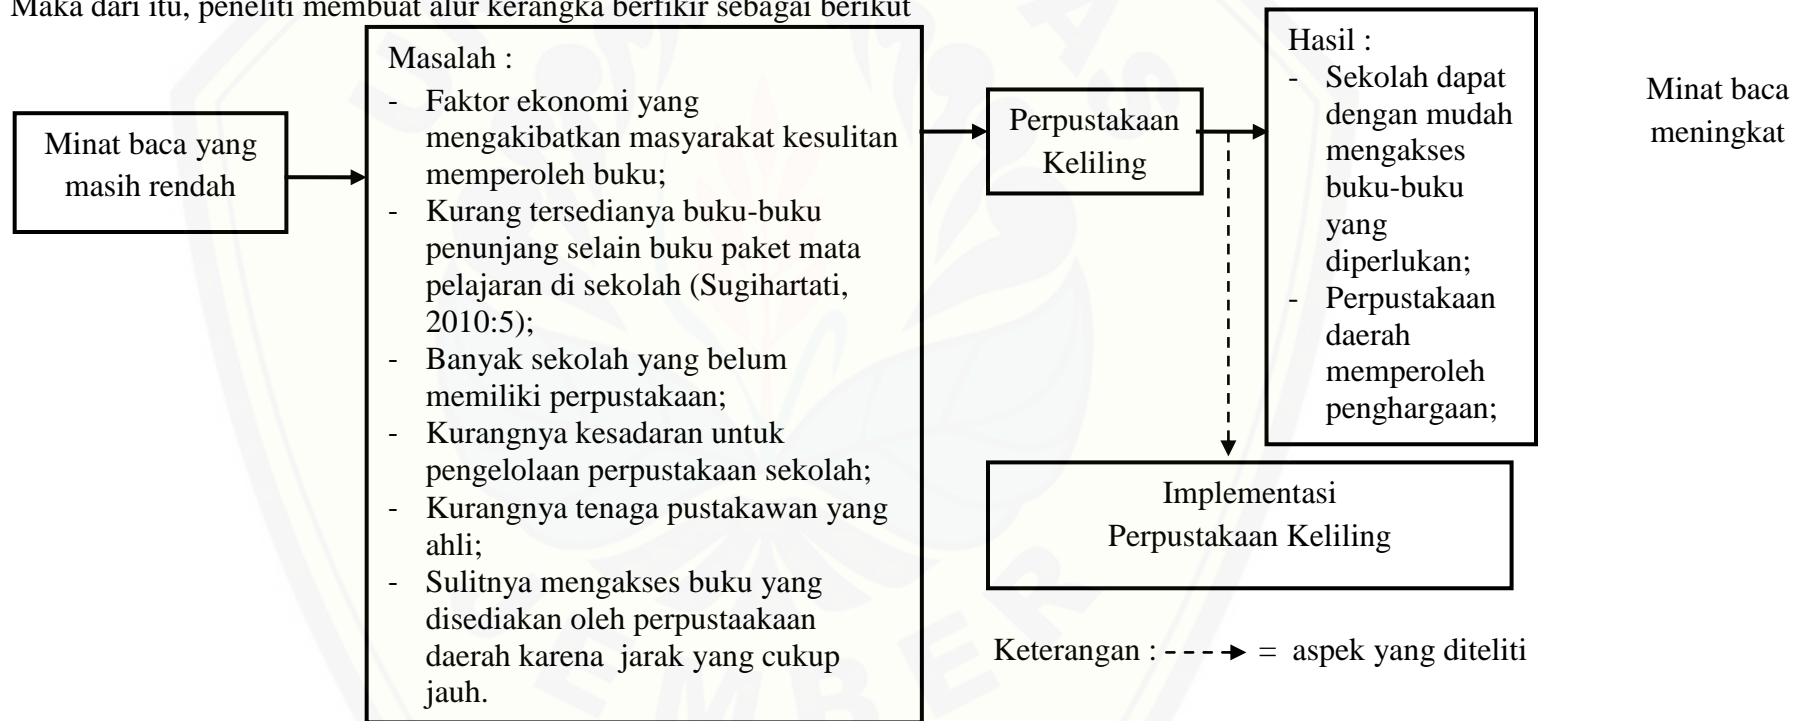 Maka dari itu, peneliti membuat alur kerangka berfikir sebagai berikut
Minat baca yang
masih rendah
Masalah :
- Faktor ekonomi yang
mengakibatkan masyarakat kesulitan
memperoleh buku;
- Kurang tersedianya buku-buku
penunjang selain buku paket mata
pelajaran di sekolah (Sugihartati,
2010:5);
- Banyak sekolah yang belum
memiliki perpustakaan;
- Kurangnya kesadaran untuk
pengelolaan perpustakaan sekolah;
- Kurangnya tenaga pustakawan yang
ahli;
- Sulitnya mengakses buku yang
disediakan oleh perpustaakaan
daerah karena  jarak yang cukup
jauh.
Perpustakaan
Keliling
Hasil :
- Sekolah dapat
dengan mudah
mengakses
buku-buku
yang
diperlukan;
- Perpustakaan
daerah
memperoleh
penghargaan;
Minat baca
meningkat
Implementasi
Perpustakaan Keliling
Keterangan : = aspek yang diteliti